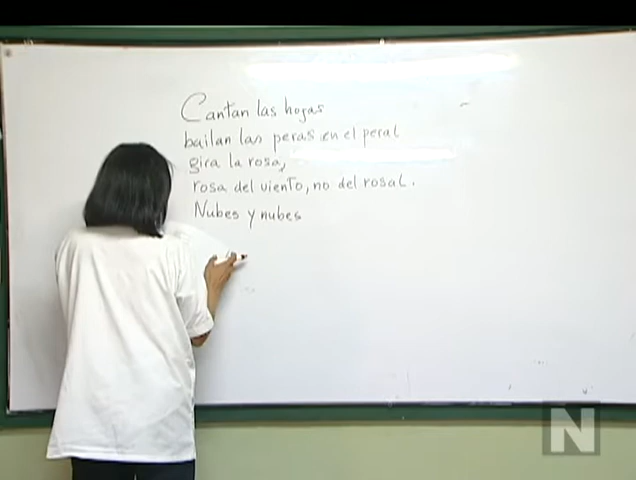 Cantan las hojas
bailan las peras en el peral
gira la rosa,
rosa del viento, no del rosal.
Nubes y nubes
N